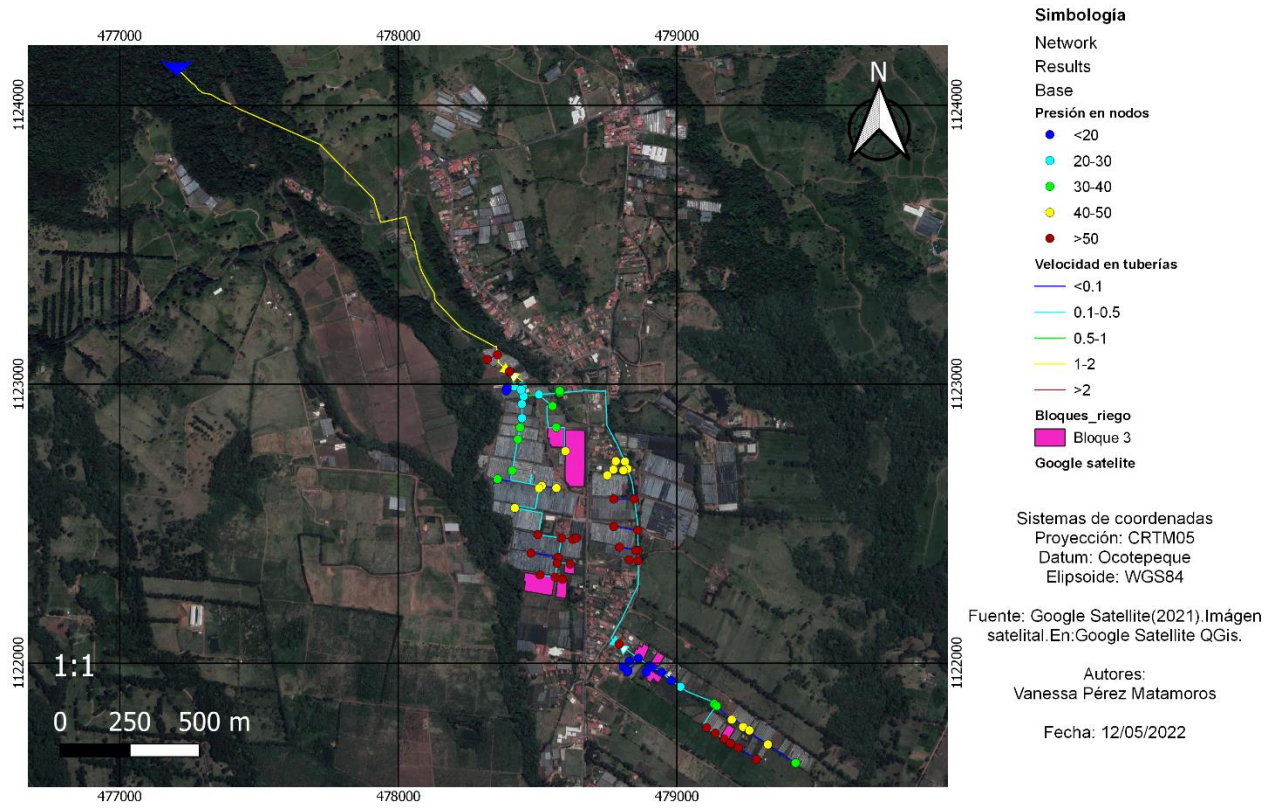 477000
478000
479000
1124000
1124000
1123000
1123000
1122000
1122000
N
1:1
0 250 500 m
477000
478000
479000
Simbología
Network
Results
Base
Presión en nodos
<20
20-30
30-40
40-50
>50
Velocidad en tuberías
<0.1
0.1-0.5
0.5-1
1-2
>2
Bloques_riego
Bloque 3
Google satelite
Sistemas de coordenadas
Proyección: CRTM05
Datum: Ocotepeque
Elipsoide: WGS84
Fuente: Google Satellite(2021).Imágen
satelital.En:Google Satellite QGis.
Autores:
Vanessa Pérez Matamoros
Fecha: 12/05/2022